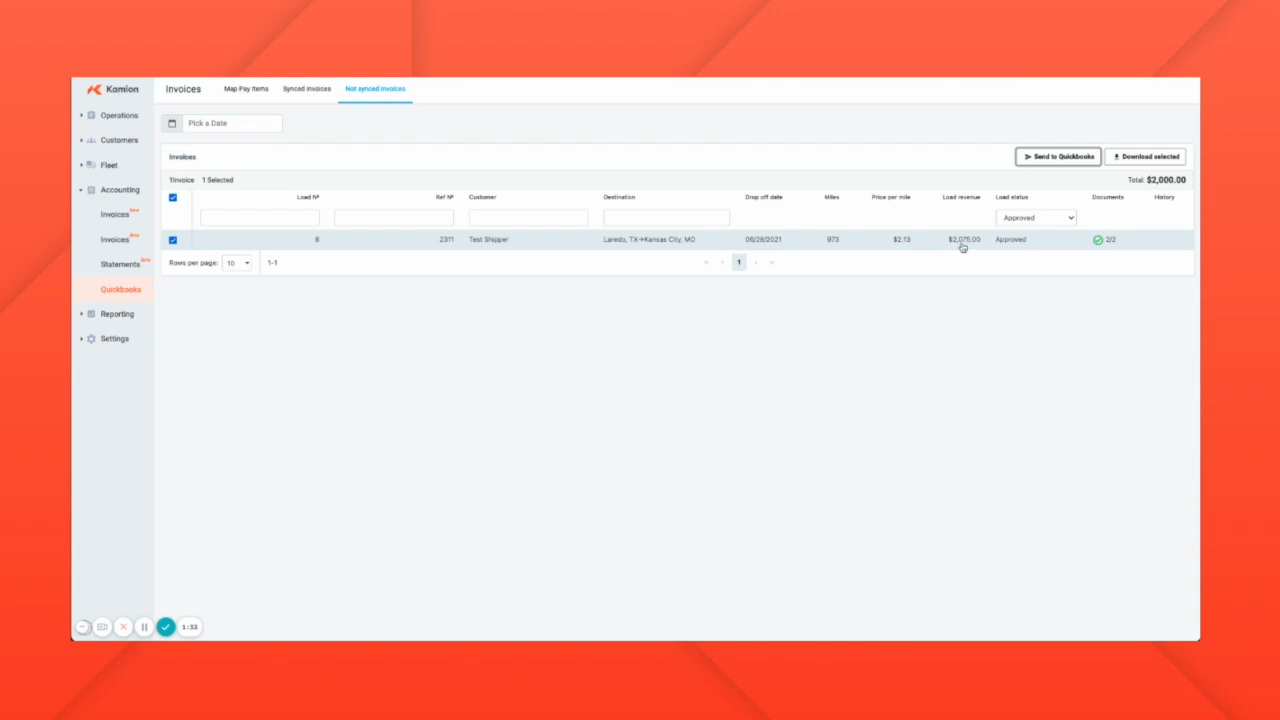 Kamion
Invoices Map Pay Items Synced invoices Not synced invoices
Operations
Pick a Date
Customers
Invoices Send to Quickbooks Download selected
Fleet
1Invoice 1 Selected Total: $2,000.00
Accounting
Load Nº Ref Nº Customer Destination Drop off date Miles Price per mile Load revenue Load status Documents History
Invoices Beta
Approved
Invoices Beta
6 2311 Test Shipper Laredo, TX→Kansas City, MO 06/28/2021 973 $2.13 $2,075.00 Approved 2/2
Statements Beta
Rows per page: 10 1-1 « ‹ 1 › »
Quickbooks
Reporting
Settings
1:33